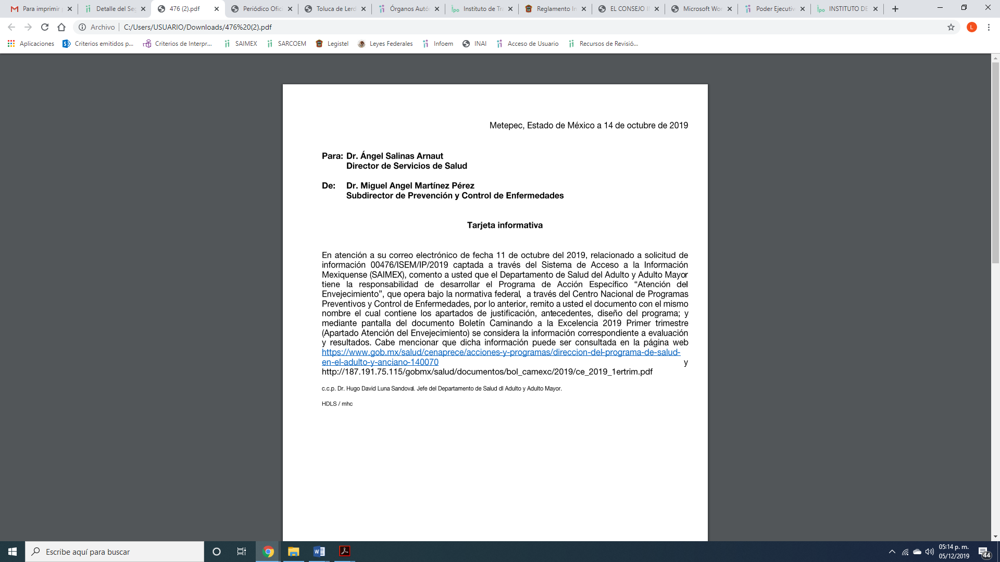 Para imprimir
Detalle del Seg
476 (2).pdf
Periódico Ofici
Toluca de Lerd
Órganos Autó
Instituto de Tra
Reglamento In
EL CONSEJO I
Microsoft Wor
Poder Ejecutiv
INSTITUTO DE
Archivo | C:/Users/USUARIO/Downloads/476%20(2).pdf
L
Aplicaciones
Criterios emitidos p...
Criterios de Interpr...
SAIMEX
SARCOEM
Legistel
Leyes Federales
Infoem
INAI
Acceso de Usuario
Recursos de Revisió...
Metepec, Estado de México a 14 de octubre de 2019
Para: Dr. Ángel Salinas Arnaut
Director de Servicios de Salud
De: Dr. Miguel Angel Martínez Pérez
Subdirector de Prevención y Control de Enfermedades
Tarjeta informativa
En atención a su correo electrónico de fecha 11 de octubre del 2019, relacionado a solicitud de
información 00476/ISEM/IP/2019 captada a través del Sistema de Acceso a la Información
Mexiquense (SAIMEX), comento a usted que el Departamento de Salud del Adulto y Adulto Mayor
tiene la responsabilidad de desarrollar el Programa de Acción Específico “Atención del
Envejecimiento”, que opera bajo la normativa federal, a través del Centro Nacional de Programas
Preventivos y Control de Enfermedades, por lo anterior, remito a usted el documento con el mismo
nombre el cual contiene los apartados de justificación, antecedentes, diseño del programa; y
mediante pantalla del documento Boletín Caminando a la Excelencia 2019 Primer trimestre
(Apartado Atención del Envejecimiento) se considera la información correspondiente a evaluación
y resultados. Cabe mencionar que dicha información puede ser consultada en la página web
https://www.gob.mx/salud/cenaprece/acciones-y-programas/direccion-del-programa-de-salud-
en-el-adulto-y-anciano-140070 y
http://187.191.75.115/gobmx/salud/documentos/bol_camexc/2019/ce_2019_1ertrim.pdf
c.c.p. Dr. Hugo David Luna Sandoval. Jefe del Departamento de Salud dl Adulto y Adulto Mayor.
HDLS / mhc
Escribe aquí para buscar
05:14 p. m.
05/12/2019
44